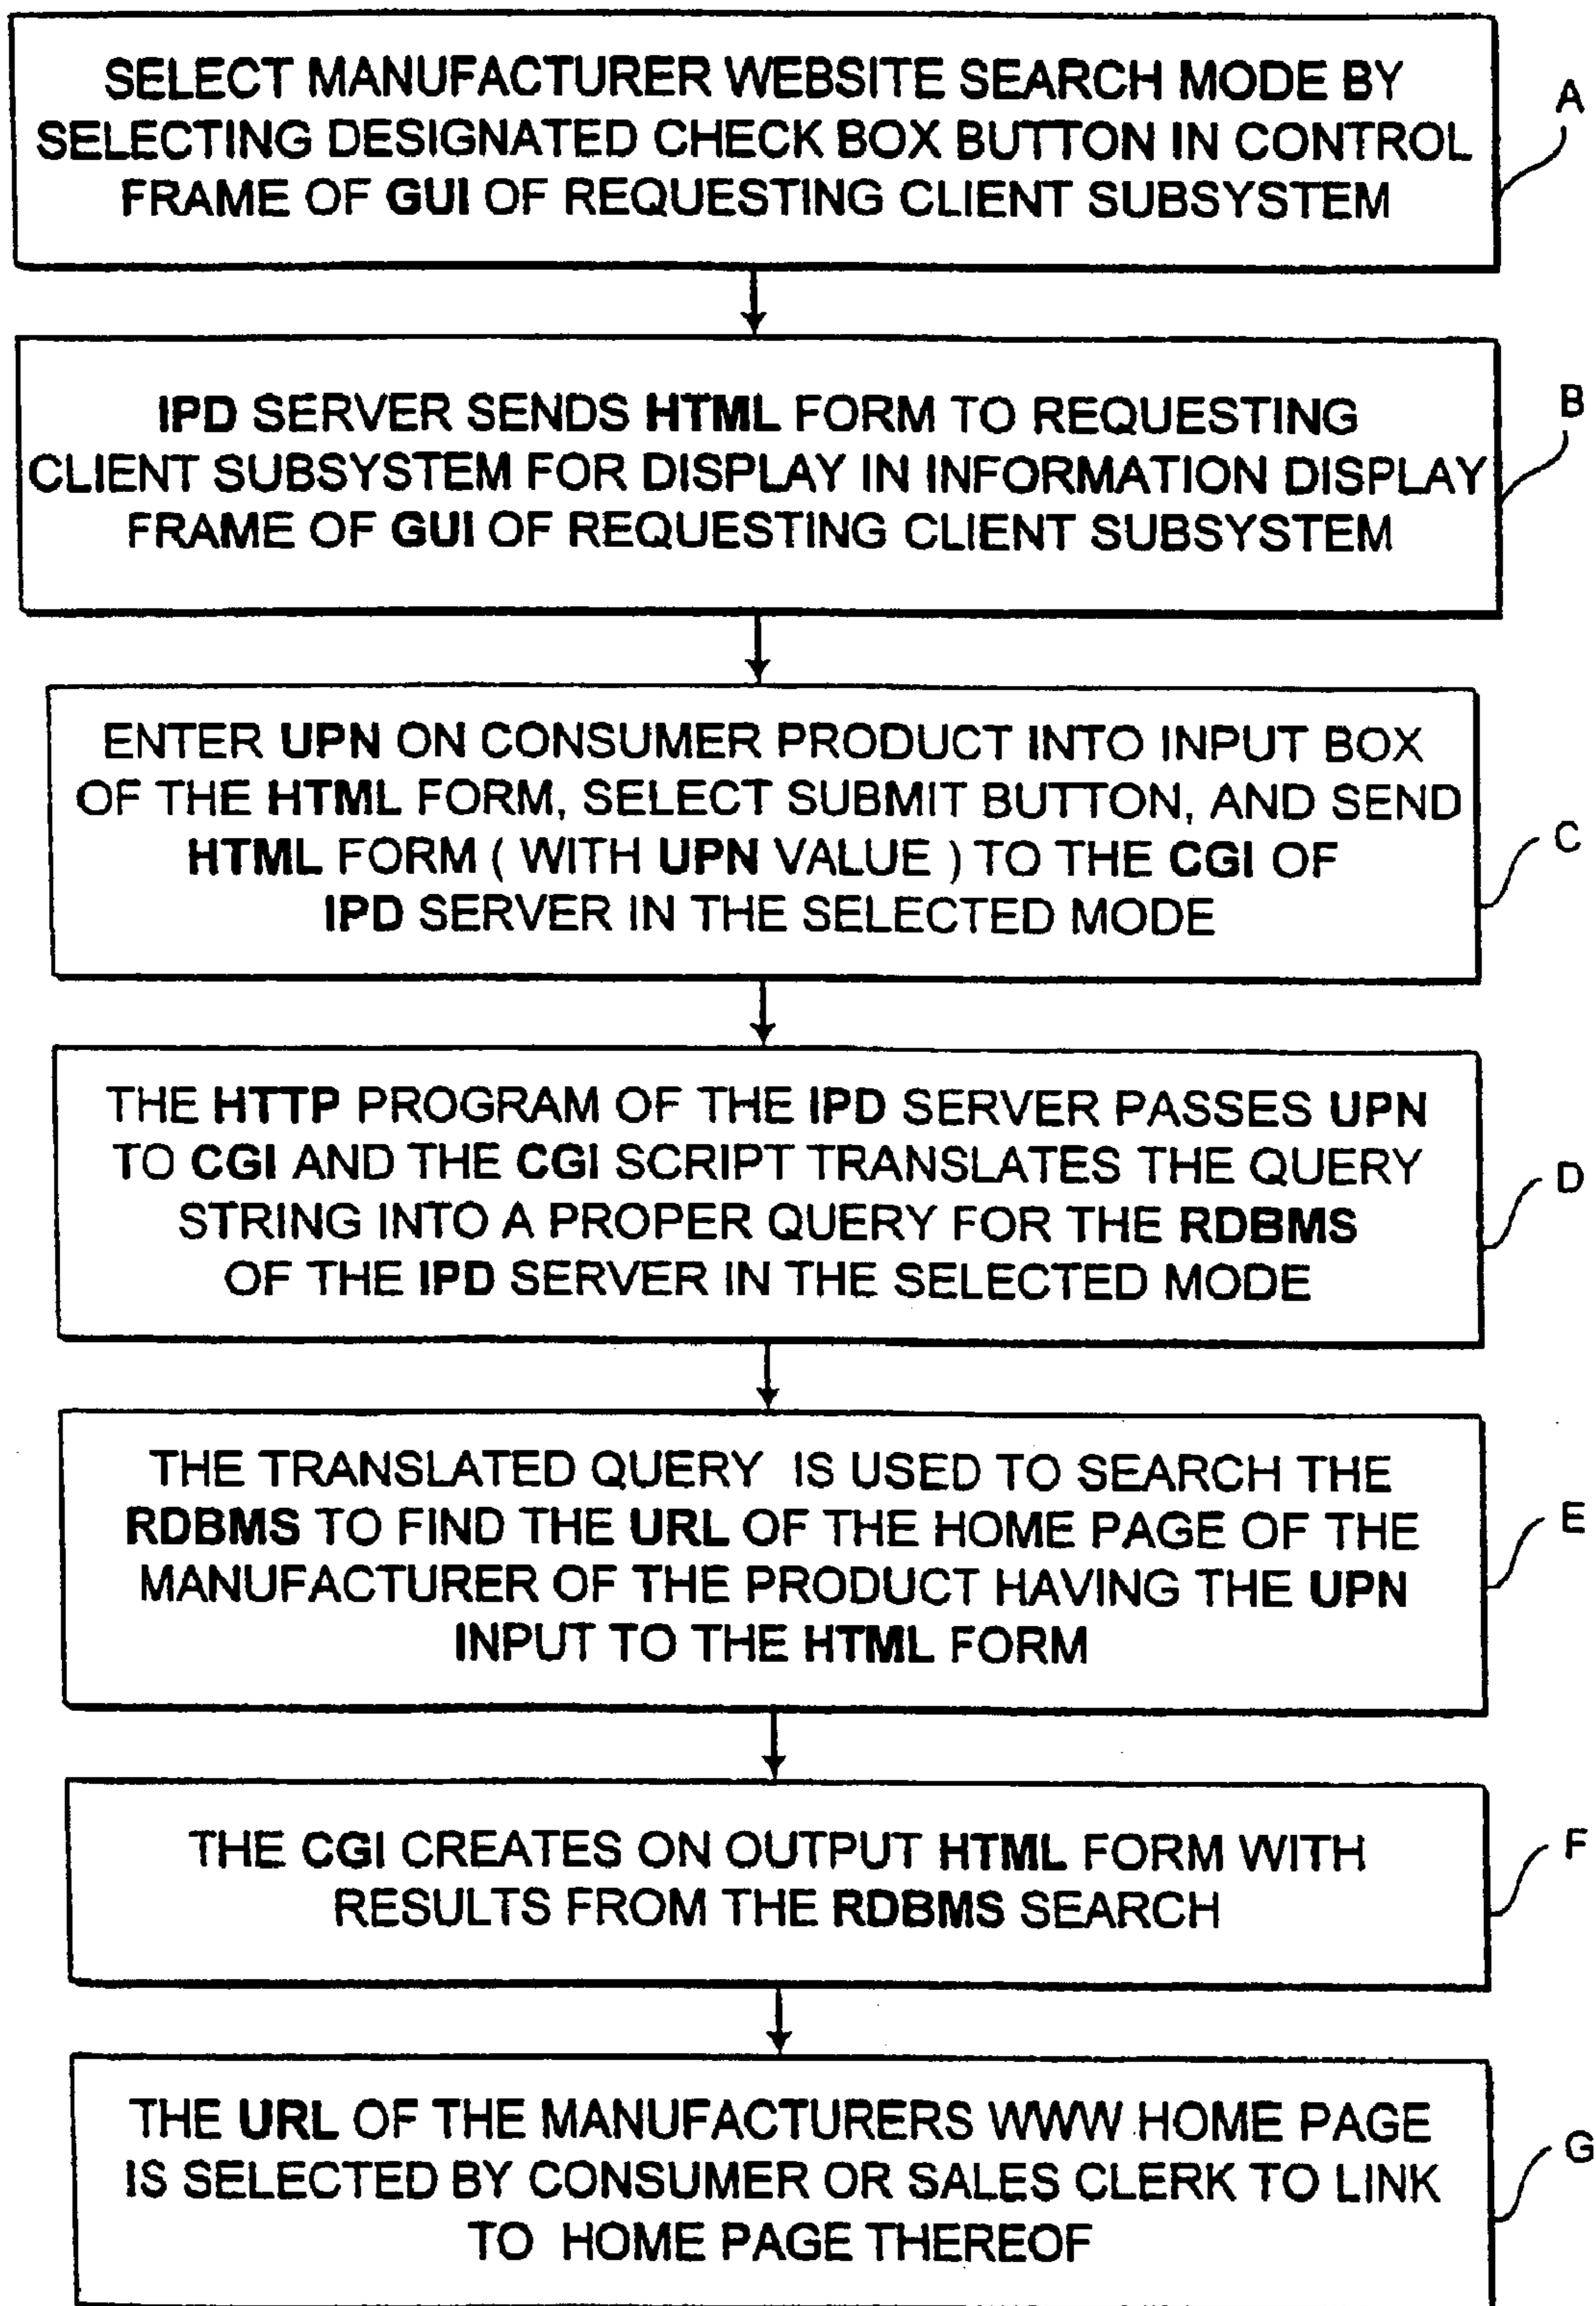 SELECT MANUFACTURER WEBSITE SEARCH MODE BY
SELECTING DESIGNATED CHECK BOX BUTTON IN CONTROL
FRAME OF GUI OF REQUESTING CLIENT SUBSYSTEM
A
IPD SERVER SENDS HTML FORM TO REQUESTING
CLIENT SUBSYSTEM FOR DISPLAY IN INFORMATION DISPLAY
FRAME OF GUI OF REQUESTING CLIENT SUBSYSTEM
B
ENTER UPN ON CONSUMER PRODUCT INTO INPUT BOX
OF THE HTML FORM, SELECT SUBMIT BUTTON, AND SEND
HTML FORM ( WITH UPN VALUE ) TO THE CGI OF
IPD SERVER IN THE SELECTED MODE
C
THE HTTP PROGRAM OF THE IPD SERVER PASSES UPN
TO CGI AND THE CGI SCRIPT TRANSLATES THE QUERY
STRING INTO A PROPER QUERY FOR THE RDBMS
OF THE IPD SERVER IN THE SELECTED MODE
D
THE TRANSLATED QUERY IS USED TO SEARCH THE
RDBMS TO FIND THE URL OF THE HOME PAGE OF THE
MANUFACTURER OF THE PRODUCT HAVING THE UPN
INPUT TO THE HTML FORM
E
THE CGI CREATES ON OUTPUT HTML FORM WITH
RESULTS FROM THE RDBMS SEARCH
F
THE URL OF THE MANUFACTURERS WWW HOME PAGE
IS SELECTED BY CONSUMER OR SALES CLERK TO LINK
TO HOME PAGE THEREOF
G